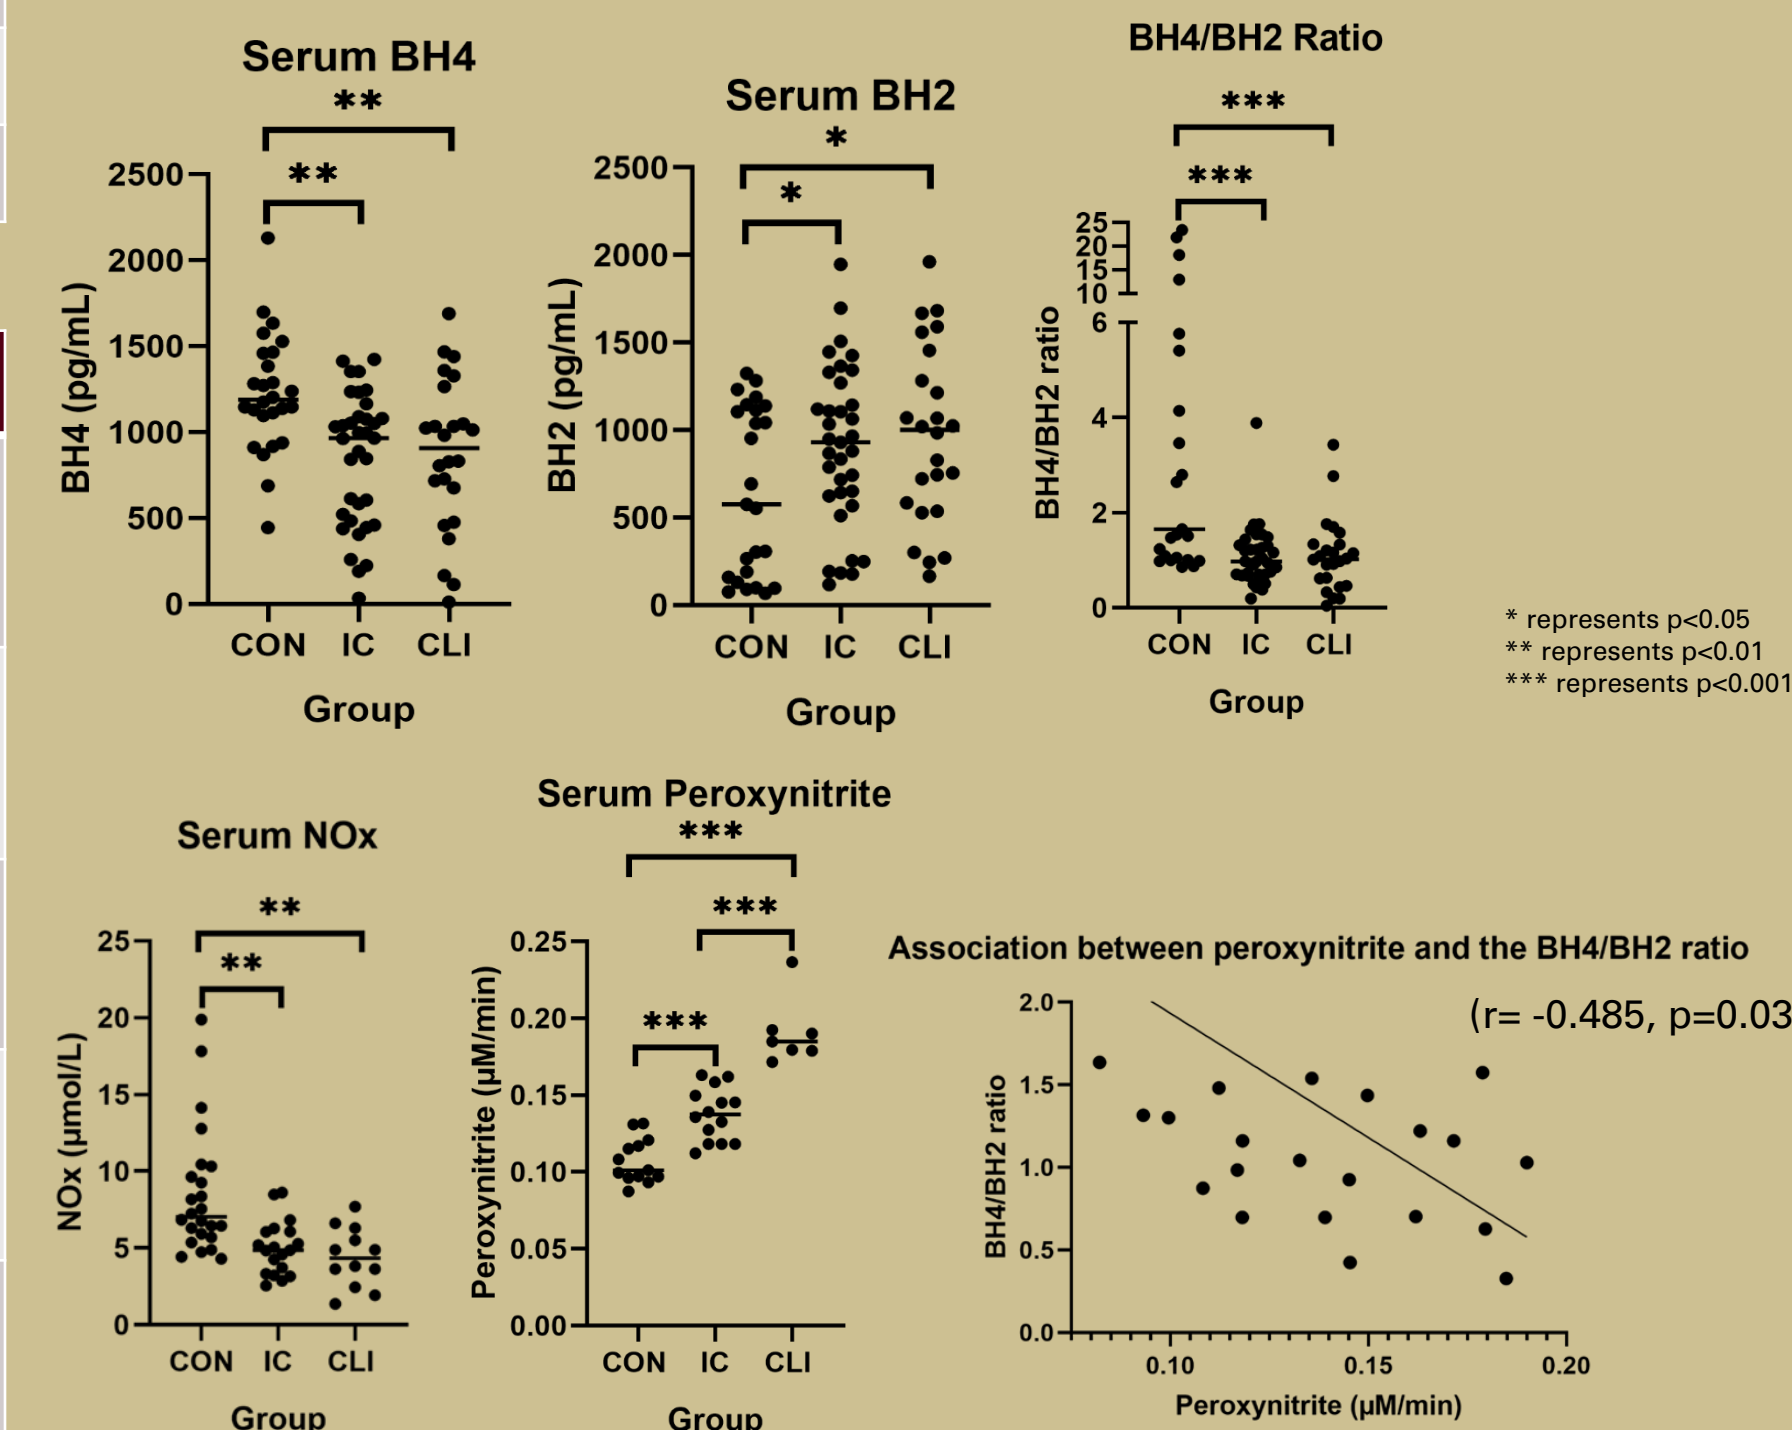 Serum BH4
**
**
2500
2000
1500
1000
500
0
BH4 (pg/mL)
CON IC CLI
Group
Serum BH2
*
*
2500
2000
1500
1000
500
0
BH2 (pg/mL)
CON IC CLI
Group
BH4/BH2 Ratio
***
***
25
20
15
10
6
4
2
0
BH4/BH2 ratio
CON IC CLI
Group
* represents p<0.05
** represents p<0.01
*** represents p<0.001
Serum NOx
**
**
25
20
15
10
5
0
NOx (µmol/L)
CON IC CLI
Group
Serum Peroxynitrite
***
***
***
0.25
0.20
0.15
0.10
0.05
0.00
Peroxynitrite (µM/min)
CON IC CLI
Group
Association between peroxynitrite and the BH4/BH2 ratio
(r= -0.485, p=0.03
2.0
1.5
1.0
0.5
0.0
BH4/BH2 ratio
0.10 0.15 0.20
Peroxynitrite (µM/min)